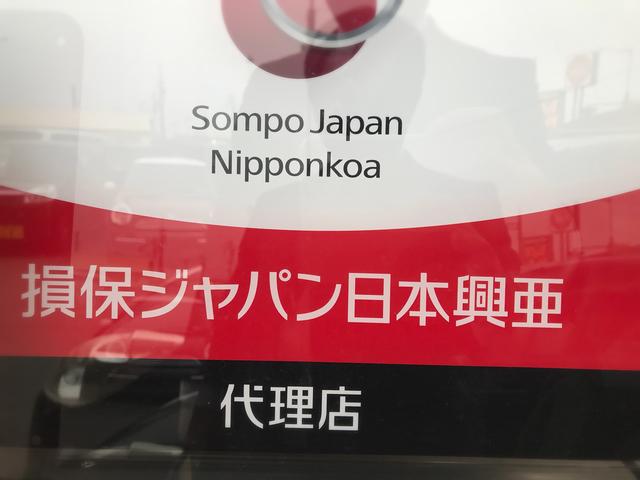 Sompo Japan
Nipponkoa
損保ジャパン日本興亜
代理店